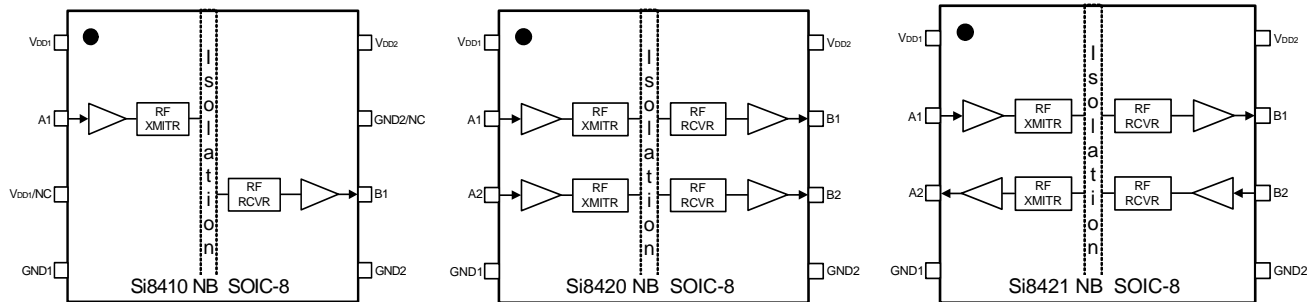 VDD1
Isolation
VDD2
A1
RF
XMITR
GND2/NC
VDD1/NC
RF
RCVR
B1
GND1
GND2
Si8410 NB SOIC-8
VDD1
Isolation
VDD2
A1
RF
XMITR
RF
RCVR
B1
A2
RF
XMITR
RF
RCVR
B2
GND1
GND2
Si8420 NB SOIC-8
VDD1
Isolation
VDD2
A1
RF
XMITR
RF
RCVR
B1
A2
RF
XMITR
RF
RCVR
B2
GND1
GND2
Si8421 NB SOIC-8